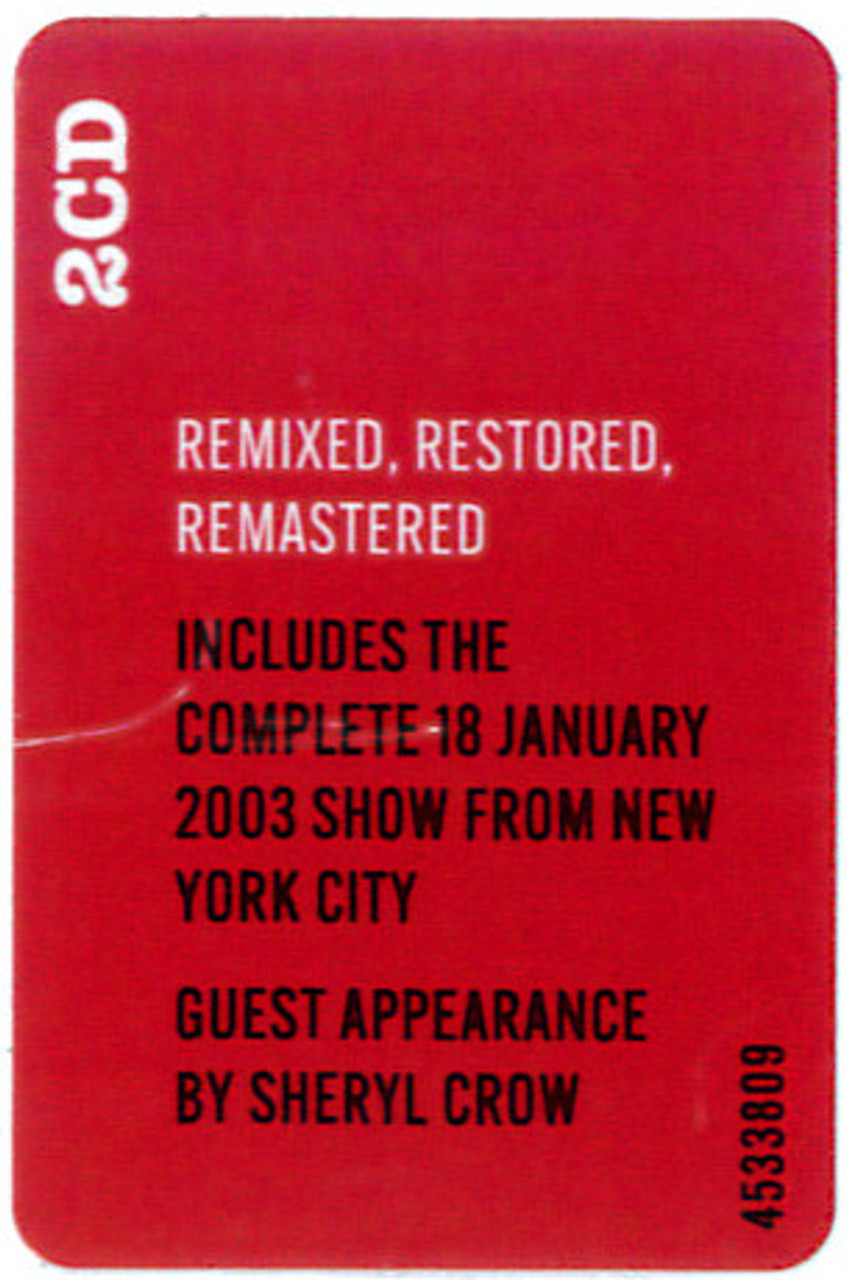 2CD
REMIXED, RESTORED,
REMASTERED
INCLUDES THE
COMPLETE 18 JANUARY
2003 SHOW FROM NEW
YORK CITY
GUEST APPEARANCE
BY SHERYL CROW
4533809